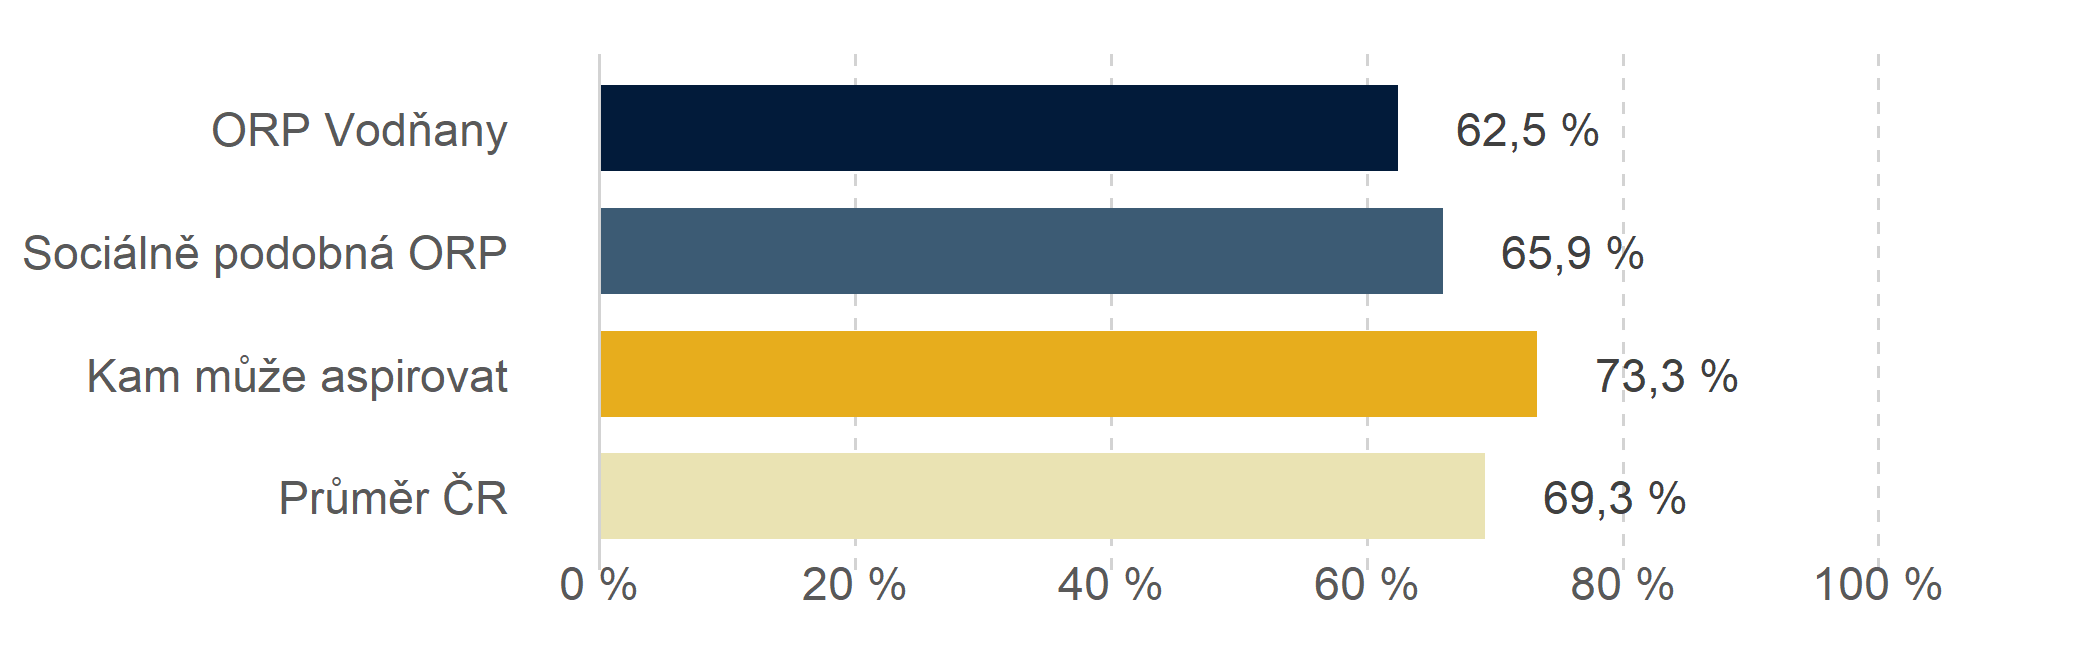 ORP Vodňany 62,5 %
Sociálně podobná ORP 65,9 %
Kam může aspirovat 73,3 %
Průměr ČR 69,3 %
0 % 20 % 40 % 60 % 80 % 100 %